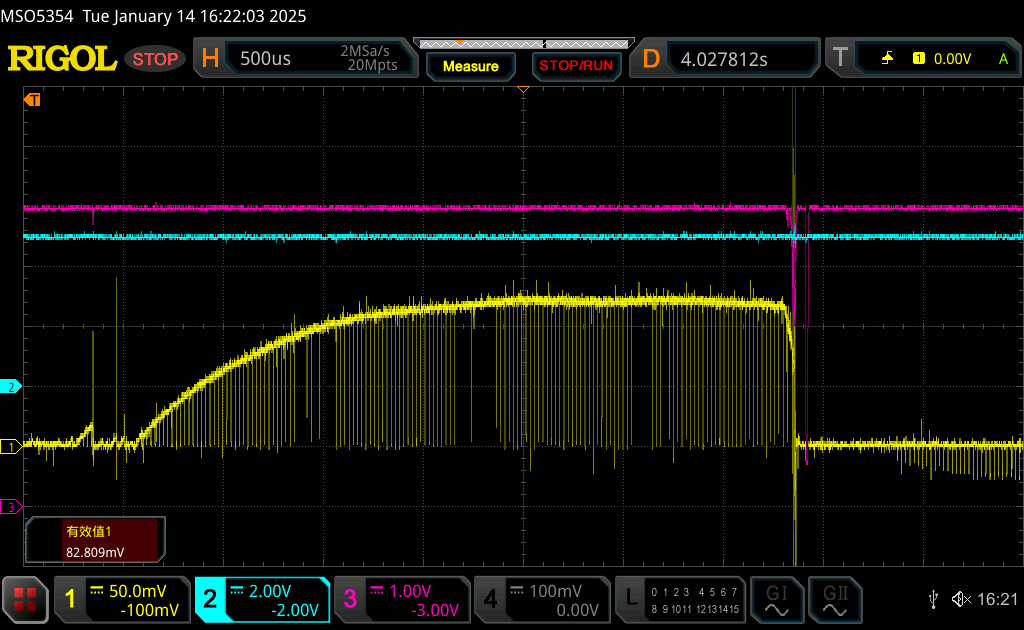 MSO5354 Tue January 14 16:22:03 2025
RIGOL STOP H 500us 2MSa/s 20Mpts Measure STOP/RUN D 4.027812s T 1 0.00V A
T
2
1
3
有效值1
82.809mV
1 50.0mV -100mV 2 2.00V -2.00V 3 1.00V -3.00V 4 100mV 0.00V L 0 1 2 3 4 5 6 7 8 9 10 11 12 13 14 15 GI GII 16:21